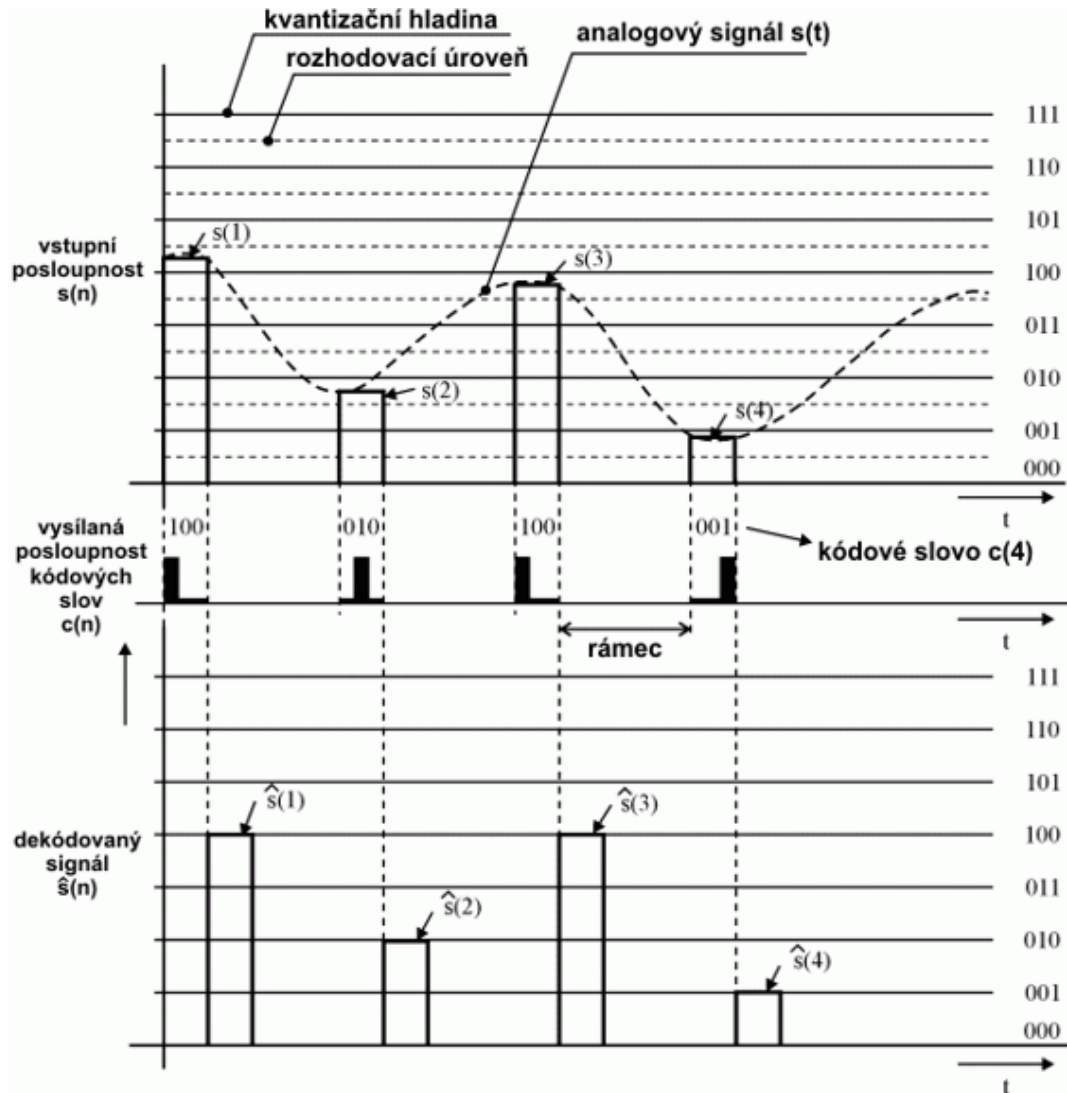 kvantizační hladina
rozhodovací úroveň
analogový signál s(t)
111
110
101
100
011
010
001
000
vstupní
posloupnost
s(n)
s(1)
s(2)
s(3)
s(4)
t
vysílaná
posloupnost
kódových
slov
c(n)
100
010
100
001
kódové slovo c(4)
rámec
t
111
110
101
100
011
010
001
000
dekódovaný
signál
ŝ(n)
ŝ(1)
ŝ(2)
ŝ(3)
ŝ(4)
t